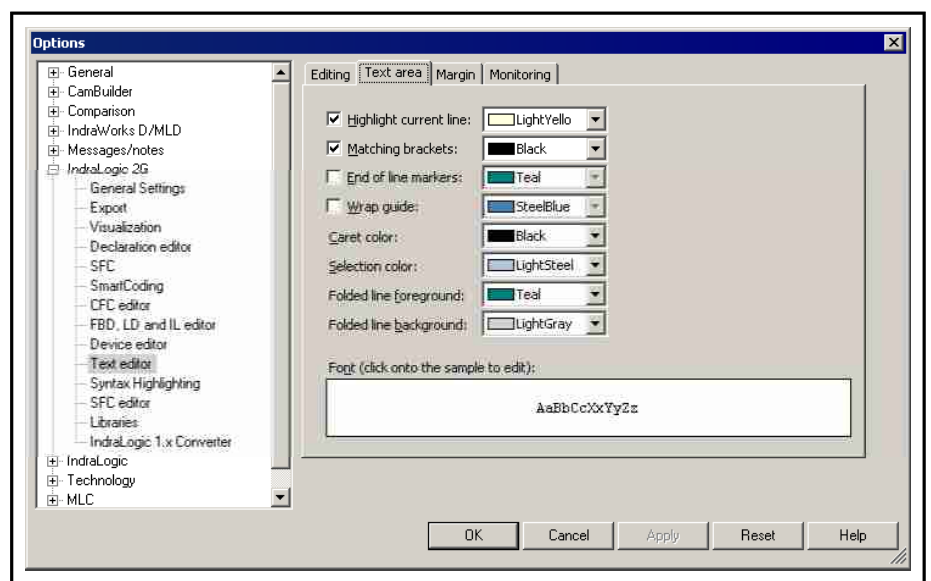 Options
General
CamBuilder
Comparison
IndraWorks D/MLD
Messages/notes
IndraLogic 2G
General Settings
Export
Visualization
Declaration editor
SFC
SmartCoding
CFC editor
FBD, LD and IL editor
Device editor
Text editor
Syntax Highlighting
SFC editor
Libraries
IndraLogic 1.x Converter
IndraLogic
Technology
MLC
Editing Text area Margin Monitoring
Highlight current line: LightYello
Matching brackets: Black
End of line markers: Teal
Wrap guide: SteelBlue
Caret color: Black
Selection color: LightSteel
Folded line foreground: Teal
Folded line background: LightGray
Font (click onto the sample to edit):
AaBbCcXxYyZz
OK Cancel Apply Reset Help